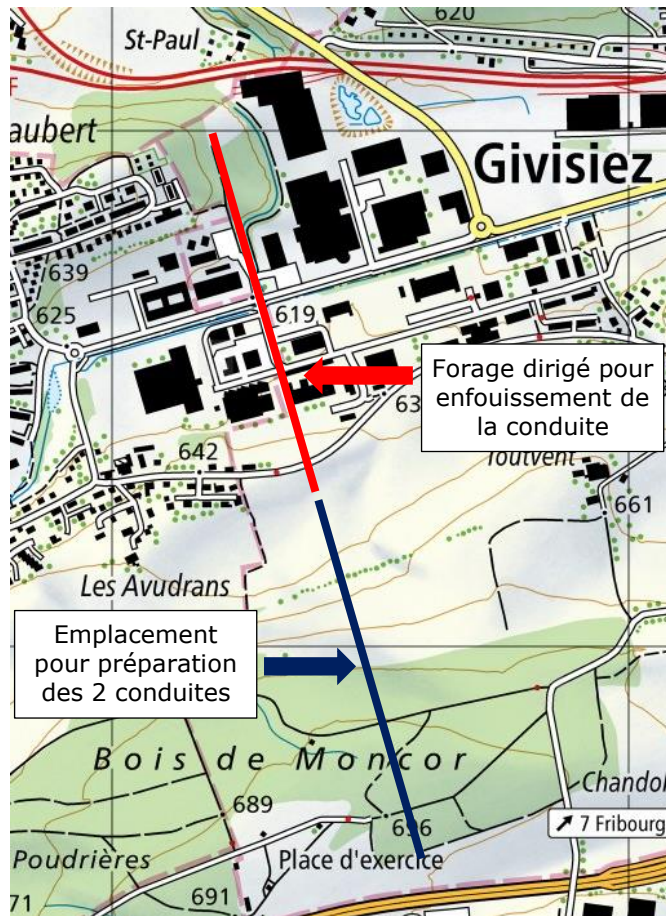 620
St-Paul
F
aubert
Givisiez
639
625
619
Forage dirigé pour
enfouissement de
la conduite
63
642
Toutvent
661
Les Avudrans
Emplacement
pour préparation
des 2 conduites
Bois de Moncor
689
696
Chandol
7 Fribourg
Poudrières
Place d'exercice
691
71